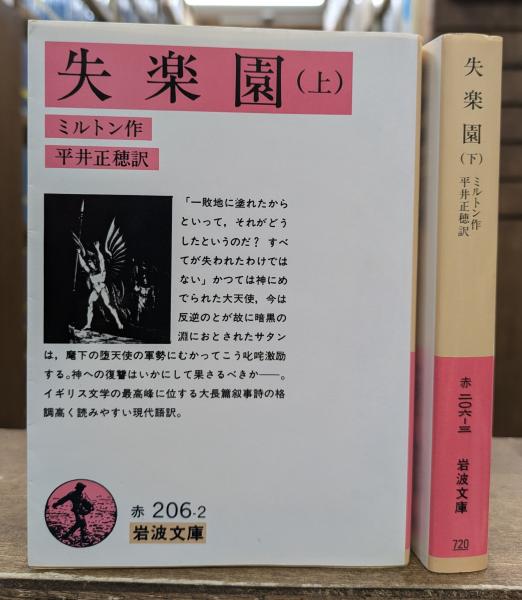 失楽園(上)
ミルトン作
平井正穂訳
「一敗地に塗れたから
といって,それがどう
したというのだ? すべ
てが失われたわけでは
ない」かつては神にめ
でられた大天使,今は
反逆のとが故に暗黒の
淵におとされたサタン
は,麾下の堕天使の軍勢にむかってこう叱咤激励
する。神への復讐はいかにして果さるべきか――。
イギリス文学の最高峰に位する大長篇叙事詩の格
調高く読みやすい現代語訳。
赤 206-2
岩波文庫
失楽園(下)
ミルトン作
平井正穂訳
赤二〇六-三
岩波文庫
720